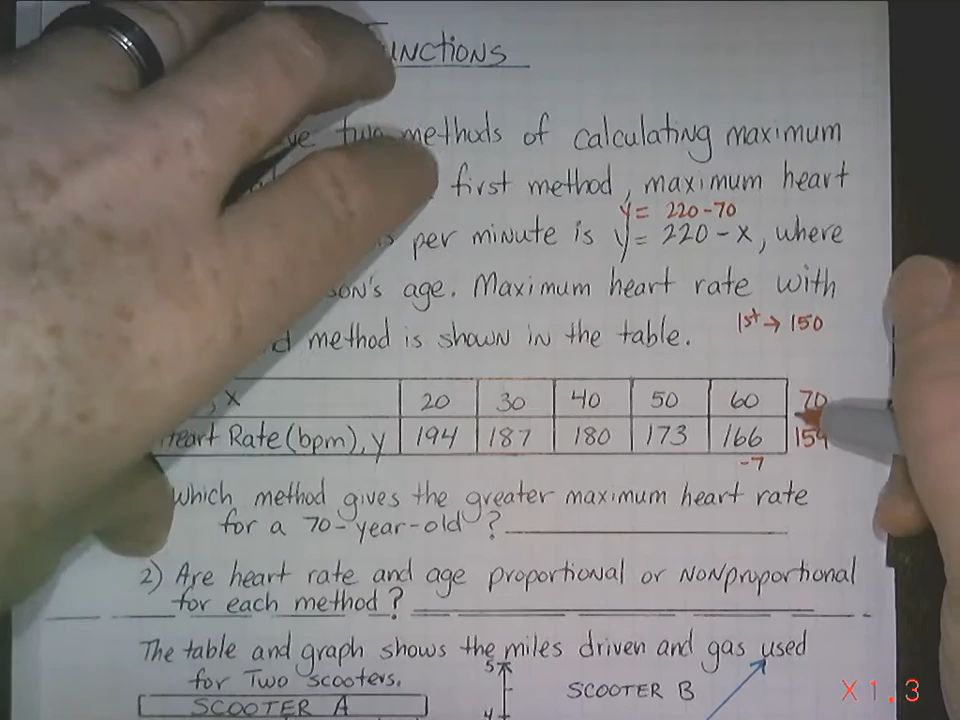 UNCTIONS
two methods of calculating maximum
first method, maximum heart
y = 220-70
per minute is y = 220 - x, where
son's age. Maximum heart rate with
1st → 150
d method is shown in the table.
, x 20 30 40 50 60 70
Heart Rate (bpm), y 194 187 180 173 166 159
-7
Which method gives the greater maximum heart rate
for a 70-year-old ?
2) Are heart rate and age proportional or NONproportional
for each method ?
The table and graph shows the miles driven and gas used
for Two scooters.
5
SCOOTER B
SCOOTER A
4
X1.3